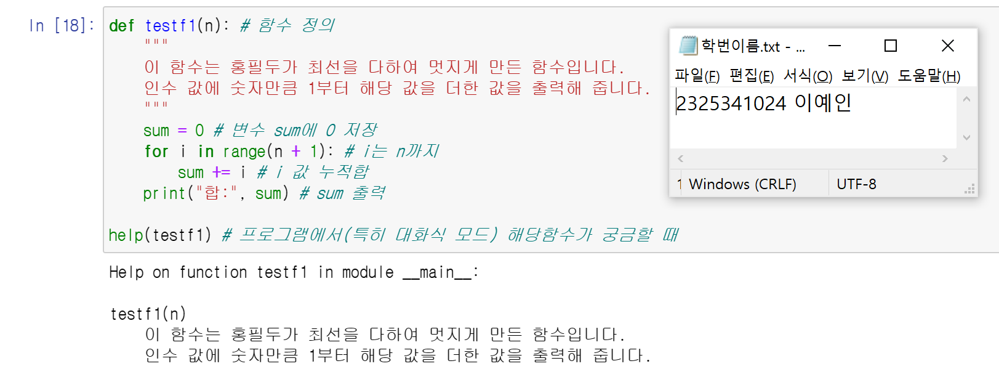 In [18]:
def testf1(n): # 함수 정의
"""
이 함수는 홍필두가 최선을 다하여 멋지게 만든 함수입니다.
인수 값에 숫자만큼 1부터 해당 값을 더한 값을 출력해 줍니다.
"""
sum = 0 # 변수 sum에 0 저장
for i in range(n + 1): # i는 n까지
sum += i # i 값 누적합
print("합:", sum) # sum 출력
help(testf1) # 프로그램에서(특히 대화식 모드) 해당함수가 궁금할 때
학번이름.txt - ...
파일(F) 편집(E) 서식(O) 보기(V) 도움말(H)
2325341024 이예인
1 Windows (CRLF) UTF-8
Help on function testf1 in module __main__:
testf1(n)
이 함수는 홍필두가 최선을 다하여 멋지게 만든 함수입니다.
인수 값에 숫자만큼 1부터 해당 값을 더한 값을 출력해 줍니다.